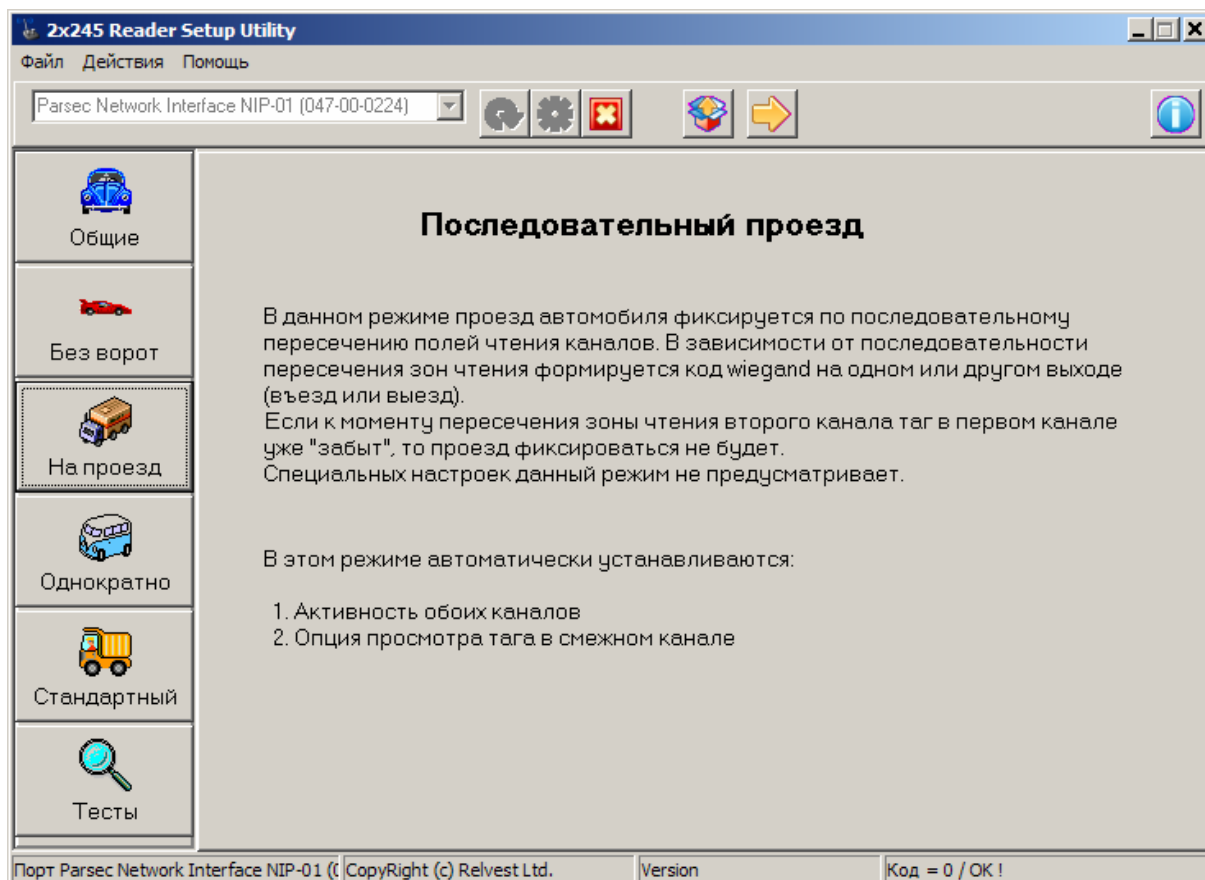 2x245 Reader Setup Utility
Файл Действия Помощь
Parsec Network Interface NIP-01 (047-00-0224)
Общие
Без ворот
На проезд
Однократно
Стандартный
Тесты
Последовательный проезд
В данном режиме проезд автомобиля фиксируется по последовательному
пересечению полей чтения каналов. В зависимости от последовательности
пересечения зон чтения формируется код wiegand на одном или другом выходе
(въезд или выезд).
Если к моменту пересечения зоны чтения второго канала таг в первом канале
уже "забыт", то проезд фиксироваться не будет.
Специальных настроек данный режим не предусматривает.
В этом режиме автоматически устанавливаются:
1. Активность обоих каналов
2. Опция просмотра тага в смежном канале
Порт Parsec Network Interface NIP-01 (0 CopyRight (c) Relvest Ltd. Version Код = 0 / OK !